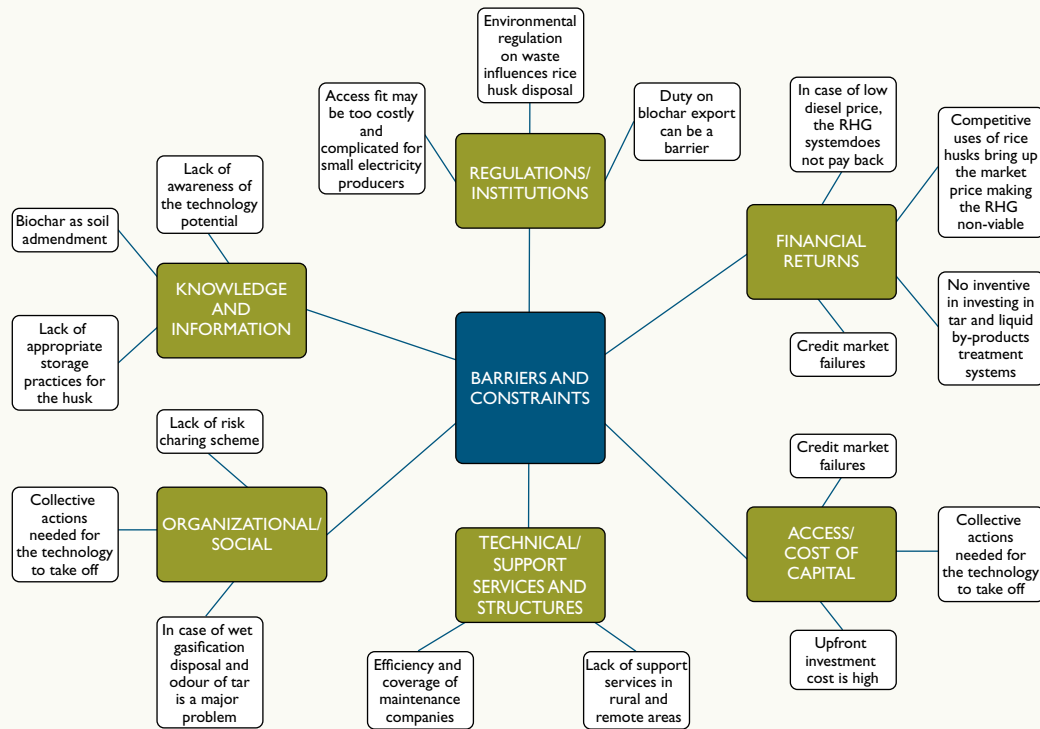 Environmental
regulation
on waste
influences rice
husk disposal
Access fit may
be too costly
and
complicated for
small electricity
producers
Duty on
blochar export
can be a
barrier
REGULATIONS/
INSTITUTIONS
In case of low
diesel price,
the RHG
systemdoes
not pay back
Competitive
uses of rice
husks bring up
the market
price making
the RHG
non-viable
FINANCIAL
RETURNS
No inventive
in investing in
tar and liquid
by-products
treatment
systems
Credit market
failures
Lack of
awareness of
the technology
potential
Biochar as soil
admendment
KNOWLEDGE
AND
INFORMATION
Lack of
appropriate
storage
practices for
the husk
BARRIERS AND
CONSTRAINTS
Lack of risk
charing scheme
Collective
actions
needed for
the technology
to take off
ORGANIZATIONAL/
SOCIAL
In case of wet
gasification
disposal and
odour of tar
is a major
problem
TECHNICAL/
SUPPORT
SERVICES AND
STRUCTURES
Efficiency and
coverage of
maintenance
companies
Lack of support
services in
rural and
remote areas
Credit market
failures
ACCESS/
COST OF
CAPITAL
Collective
actions
needed for
the technology
to take off
Upfront
investment
cost is high